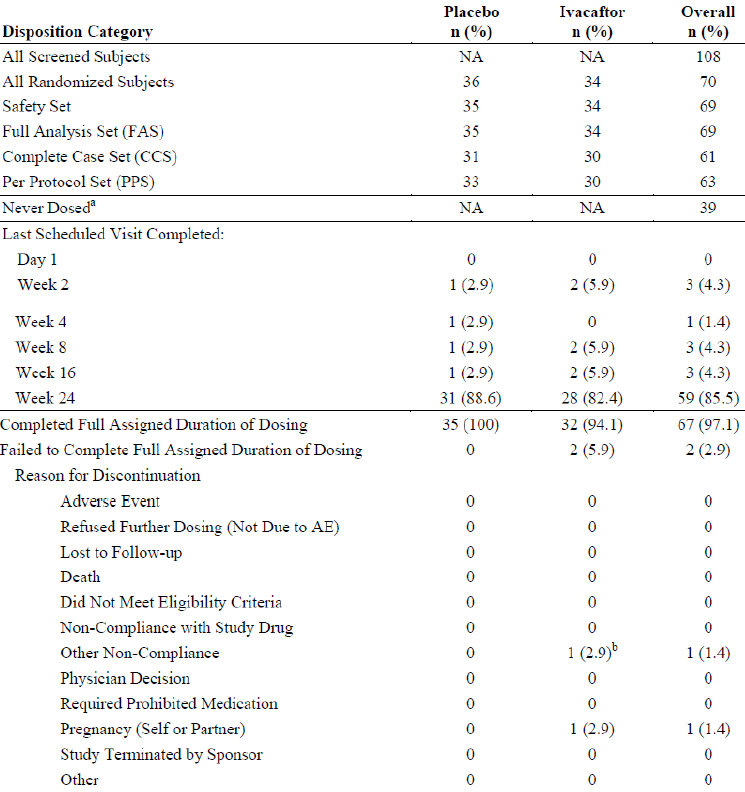 Placebo Ivacaftor Overall
Disposition Category n (%) n (%) n (%)
All Screened Subjects NA NA 108
All Randomized Subjects 36 34 70
Safety Set 35 34 69
Full Analysis Set (FAS) 35 34 69
Complete Case Set (CCS) 31 30 61
Per Protocol Set (PPS) 33 30 63
Never Dosedᵃ NA NA 39
Last Scheduled Visit Completed:
Day 1 0 0 0
Week 2 1 (2.9) 2 (5.9) 3 (4.3)
Week 4 1 (2.9) 0 1 (1.4)
Week 8 1 (2.9) 2 (5.9) 3 (4.3)
Week 16 1 (2.9) 2 (5.9) 3 (4.3)
Week 24 31 (88.6) 28 (82.4) 59 (85.5)
Completed Full Assigned Duration of Dosing 35 (100) 32 (94.1) 67 (97.1)
Failed to Complete Full Assigned Duration of Dosing 0 2 (5.9) 2 (2.9)
Reason for Discontinuation
Adverse Event 0 0 0
Refused Further Dosing (Not Due to AE) 0 0 0
Lost to Follow-up 0 0 0
Death 0 0 0
Did Not Meet Eligibility Criteria 0 0 0
Non-Compliance with Study Drug 0 0 0
Other Non-Compliance 0 1 (2.9)ᵇ 1 (1.4)
Physician Decision 0 0 0
Required Prohibited Medication 0 0 0
Pregnancy (Self or Partner) 0 1 (2.9) 1 (1.4)
Study Terminated by Sponsor 0 0 0
Other 0 0 0